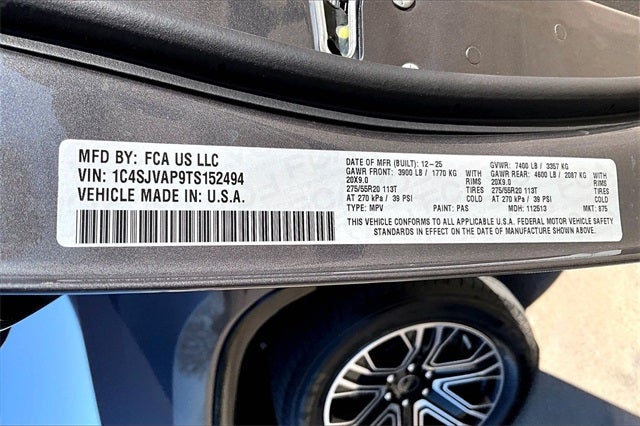 MFD BY: FCA US LLC
VIN: 1C4SJVAP9TS152494
VEHICLE MADE IN: U.S.A.
DATE OF MFR (BUILT): 12-25 GVWR: 7400 LB / 3357 KG
GAWR FRONT: 3900 LB / 1770 KG WITH GAWR REAR: 4600 LB / 2087 KG WITH
20X9.0 RIMS 20X9.0 RIMS
275/55R20 113T TIRES 275/55R20 113T TIRES
AT 270 kPa / 39 PSI COLD AT 270 kPa / 39 PSI COLD
TYPE: MPV PAINT: PAS MDH: 112513 MKT: 875
THIS VEHICLE CONFORMS TO ALL APPLICABLE U.S.A. FEDERAL MOTOR VEHICLE SAFETY
STANDARDS IN EFFECT ON THE DATE OF MANUFACTURE SHOWN ABOVE.